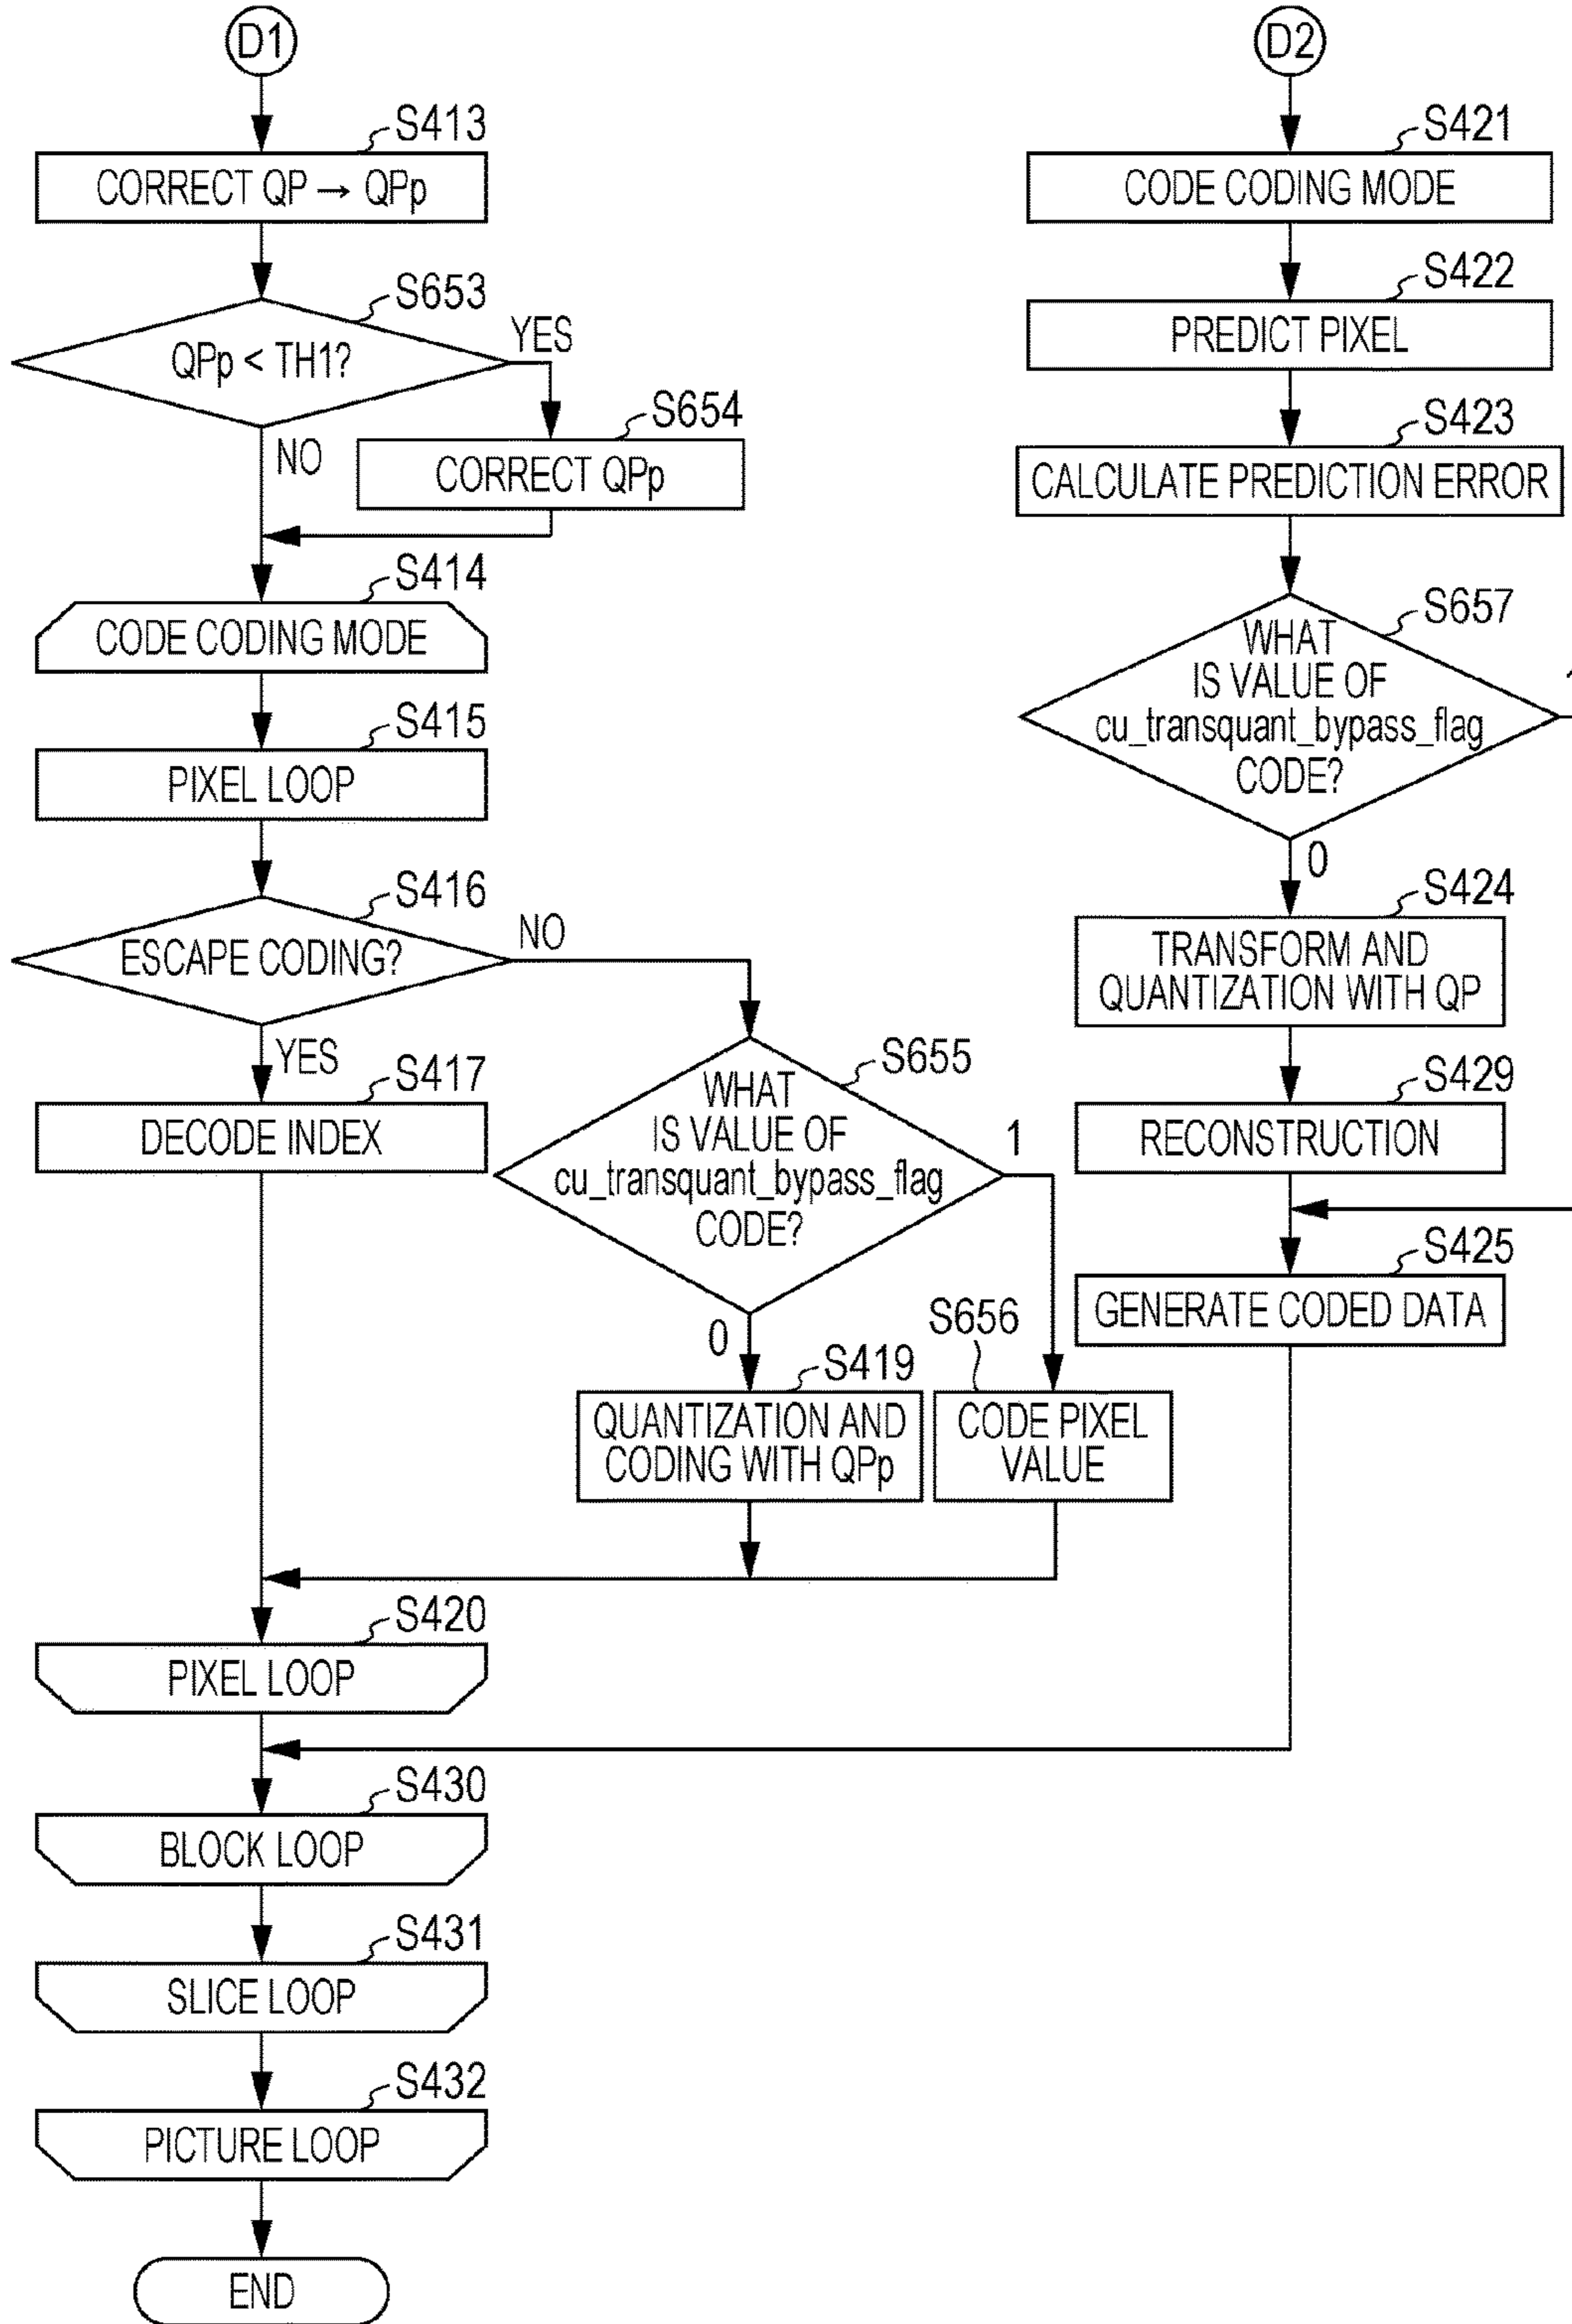 D1
S413
CORRECT QP → QPp
S653
QPp < TH1?
YES
NO
S654
CORRECT QPp
S414
CODE CODING MODE
S415
PIXEL LOOP
S416
ESCAPE CODING?
NO
YES
S417
DECODE INDEX
S655
WHAT
IS VALUE OF
cu_transquant_bypass_flag
CODE?
1
0
S419
QUANTIZATION AND
CODING WITH QPp
S656
CODE PIXEL
VALUE
S420
PIXEL LOOP
S430
BLOCK LOOP
S431
SLICE LOOP
S432
PICTURE LOOP
END
D2
S421
CODE CODING MODE
S422
PREDICT PIXEL
S423
CALCULATE PREDICTION ERROR
S657
WHAT
IS VALUE OF
cu_transquant_bypass_flag
CODE?
0
S424
TRANSFORM AND
QUANTIZATION WITH QP
S429
RECONSTRUCTION
S425
GENERATE CODED DATA